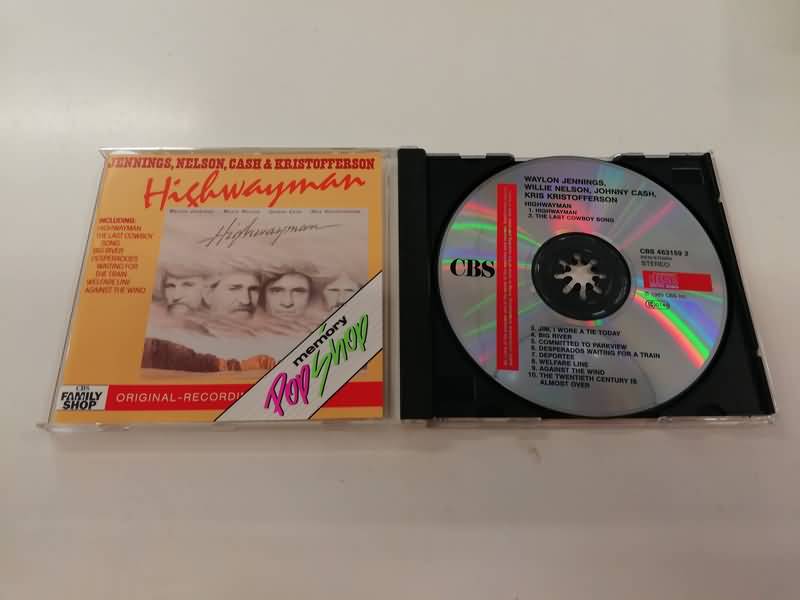 JENNINGS, NELSON, CASH & KRISTOFFERSON
Highwayman
INCLUDING:
HIGHWAYMAN
THE LAST COWBOY
SONG
BIG RIVER
DESPERADOES
WAITING FOR
THE TRAIN
WELFARE LINE
AGAINST THE WIND
Highwayman
memory
Pop Shop
CBS
FAMILY
SHOP
ORIGINAL-RECORDIN
WAYLON JENNINGS,
WILLIE NELSON, JOHNNY CASH,
KRIS KRISTOFFERSON
HIGHWAYMAN
1. HIGHWAYMAN
2. THE LAST COWBOY SONG
CBS
CBS 463159 2
STEREO
3. JIM, I WORE A TIE TODAY
4. BIG RIVER
5. COMMITTED TO PARKVIEW
6. DESPERADOS WAITING FOR A TRAIN
7. DEPORTEE
8. WELFARE LINE
9. AGAINST THE WIND
10. THE TWENTIETH CENTURY IS
ALMOST OVER